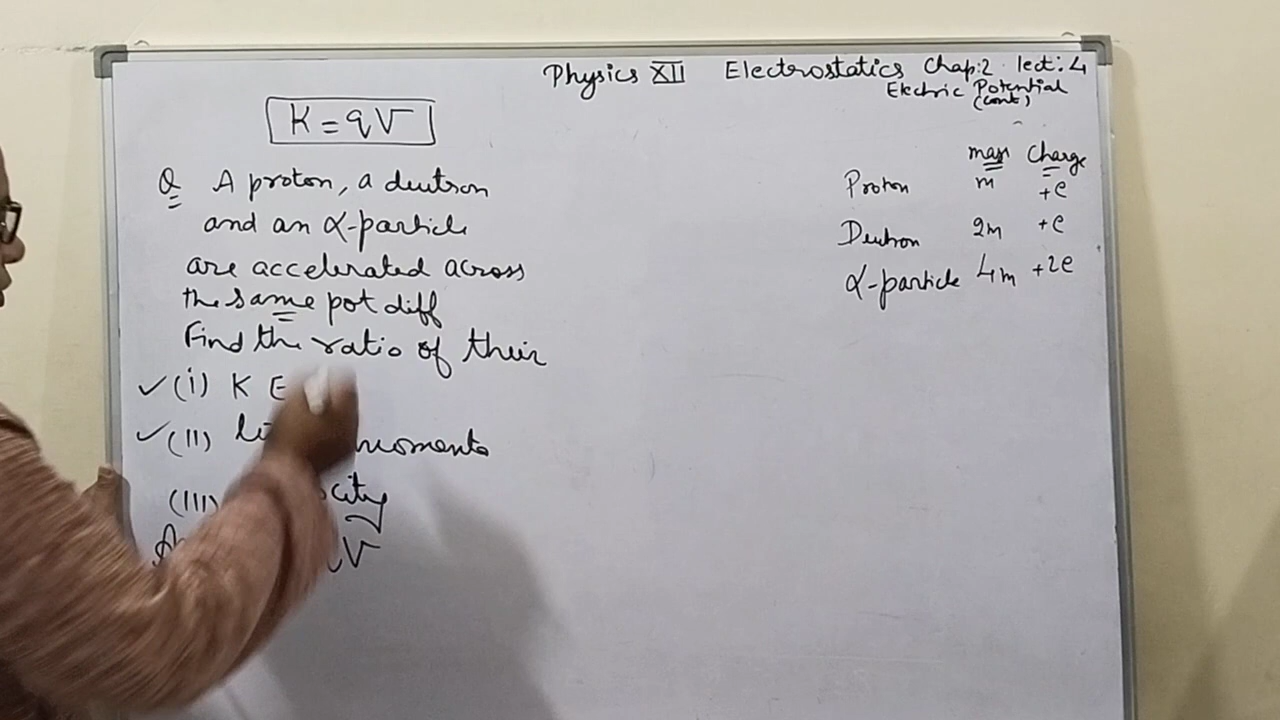 Physics XII Electrostatics Chap:2 lect:4
Electric Potential
(cont)
K = qV
Q A proton, a deutron
and an α-particle
are accelerated across
the same pot diff
Find the ratio of their
✓ (i) K E
✓ (II)
(III)
V
mass Charge
Proton m +e
Deutron 2m +e
α-particle 4m +2e